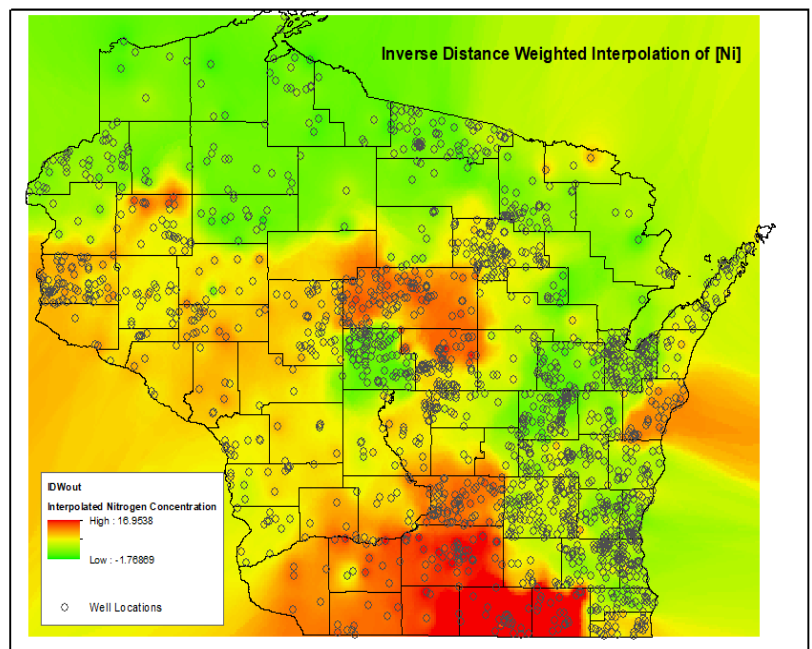 Inverse Distance Weighted Interpolation of [Ni]
IDWout
Interpolated Nitrogen Concentration
High : 16.9538
Low : -1.76869
Well Locations